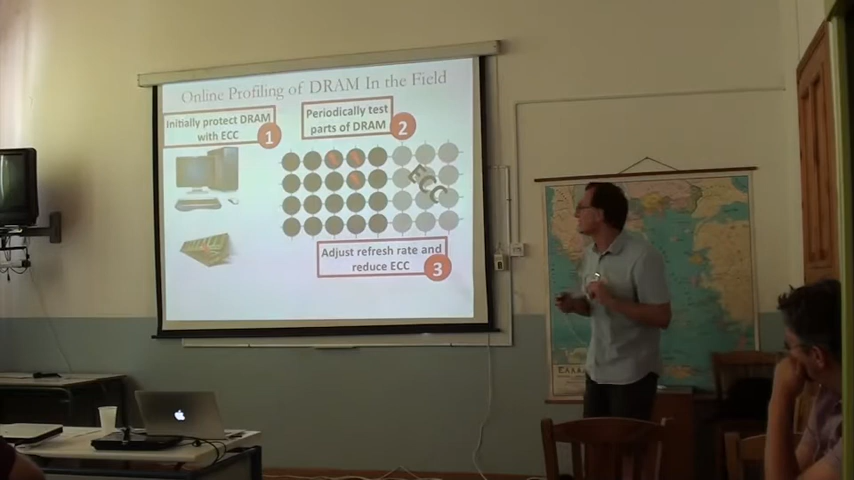 Online Profiling of DRAM In the Field
Initially protect DRAM
with ECC
1
Periodically test
parts of DRAM
2
ECC
Adjust refresh rate and
reduce ECC
3